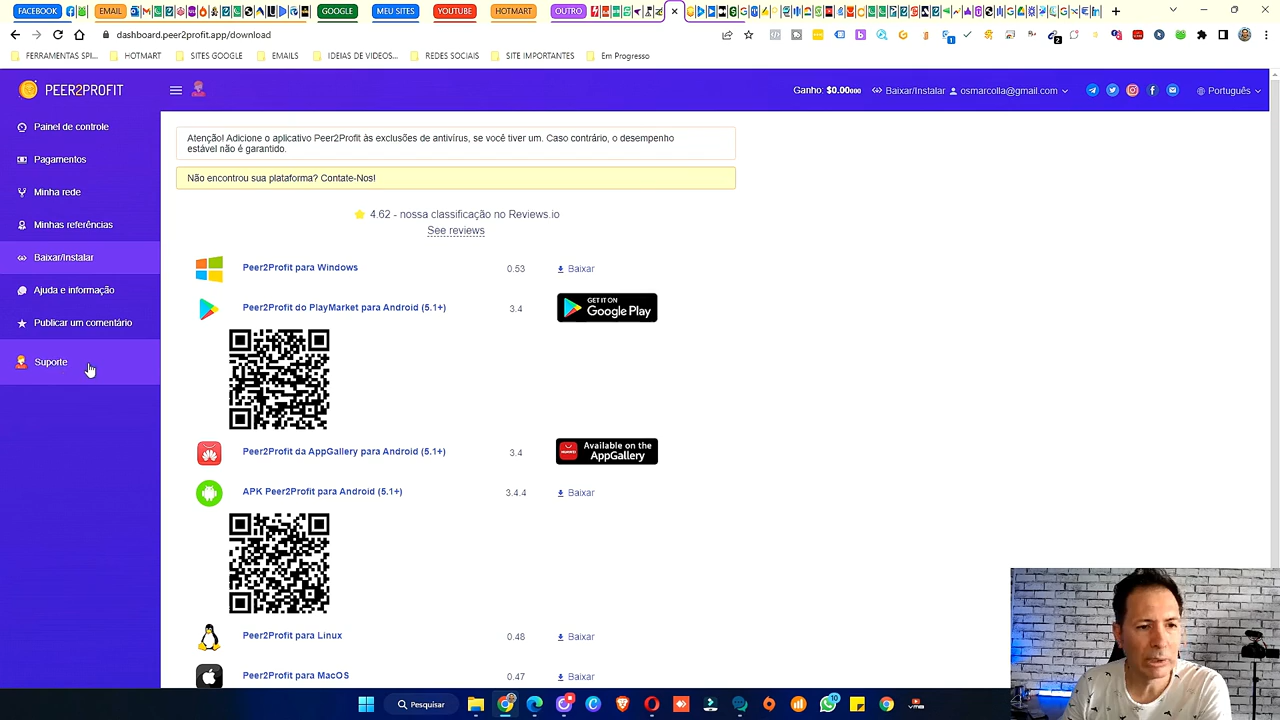 FACEBOOK
EMAIL
GOOGLE
MEU SITES
YOUTUBE
HOTMART
OUTRO
dashboard.peer2profit.app/download
FERRAMENTAS SPI...
HOTMART
SITES GOOGLE
EMAILS
IDEIAS DE VIDEOS...
REDES SOCIAIS
SITE IMPORTANTES
Em Progresso
PEER2PROFIT
Ganho: $0.00000
Baixar/Instalar
osmarcolla@gmail.com
Português
Painel de controle
Pagamentos
Minha rede
Minhas referências
Baixar/Instalar
Ajuda e informação
Publicar um comentário
Suporte
Atenção! Adicione o aplicativo Peer2Profit às exclusões de antivírus, se você tiver um. Caso contrário, o desempenho
estável não é garantido.
Não encontrou sua plataforma? Contate-Nos!
4.62 - nossa classificação no Reviews.io
See reviews
Peer2Profit para Windows 0.53 Baixar
Peer2Profit do PlayMarket para Android (5.1+) 3.4 GET IT ON Google Play
Peer2Profit da AppGallery para Android (5.1+) 3.4 Available on the AppGallery
APK Peer2Profit para Android (5.1+) 3.4.4 Baixar
Peer2Profit para Linux 0.48 Baixar
Peer2Profit para MacOS 0.47 Baixar
Pesquisar
10